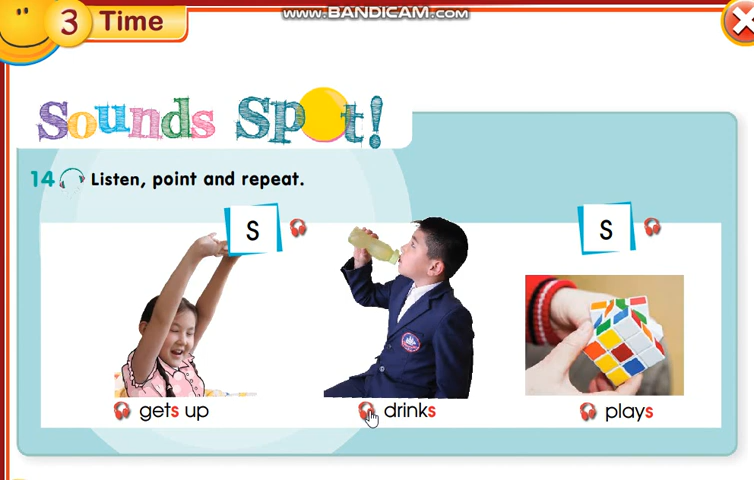 3 Time
WWW.BANDICAM.COM
Sounds Spot!
14 Listen, point and repeat.
S
S
gets up
drinks
plays